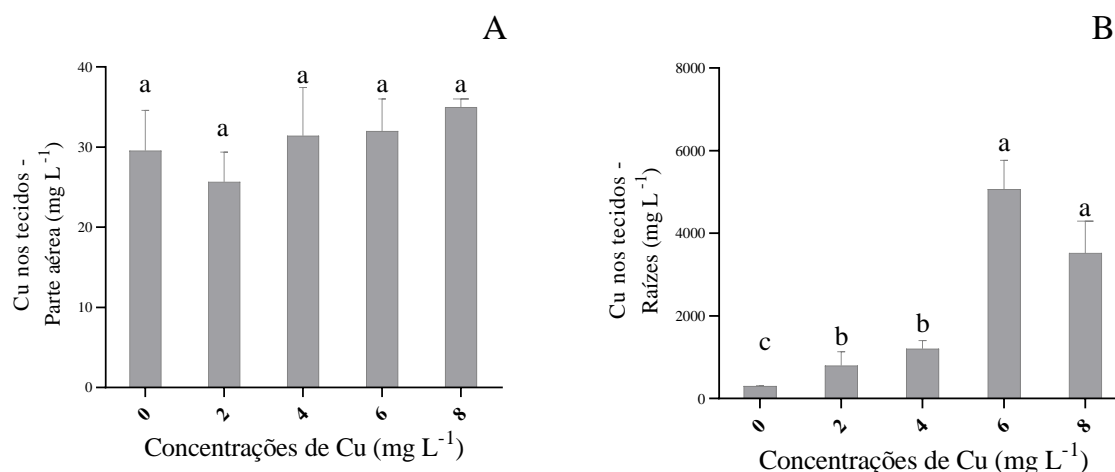 A
Cu nos tecidos -
Parte aérea (mg L⁻¹)
40
30
20
10
0
a
a
a
a
a
0
2
4
6
8
Concentrações de Cu (mg L⁻¹)
B
Cu nos tecidos -
Raízes (mg L⁻¹)
8000
6000
4000
2000
0
c
b
b
a
a
0
2
4
6
8
Concentrações de Cu (mg L⁻¹)